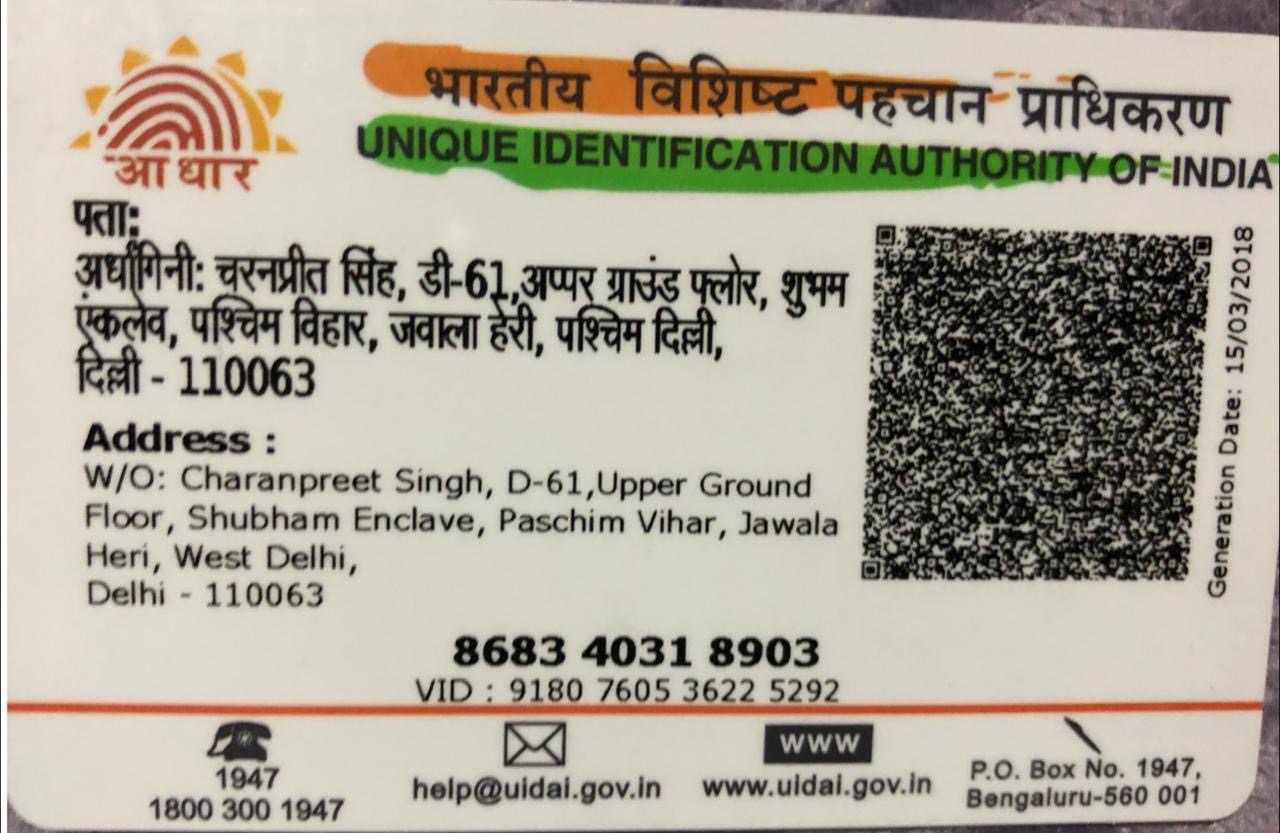 आधार
भारतीय विशिष्ट पहचान प्राधिकरण
UNIQUE IDENTIFICATION AUTHORITY OF INDIA
पता:
अर्धांगिनी: चरनप्रीत सिंह, डी-61,अप्पर ग्राउंड फ्लोर, शुभम
एंकलेव, पश्चिम विहार, जवाला हेरी, पश्चिम दिल्ली,
दिल्ली - 110063
Address :
W/O: Charanpreet Singh, D-61,Upper Ground
Floor, Shubham Enclave, Paschim Vihar, Jawala
Heri, West Delhi,
Delhi - 110063
Generation Date: 15/03/2018
8683 4031 8903
VID : 9180 7605 3622 5292
1947
1800 300 1947
help@uidai.gov.in
www
www.uidai.gov.in
P.O. Box No. 1947,
Bengaluru-560 001